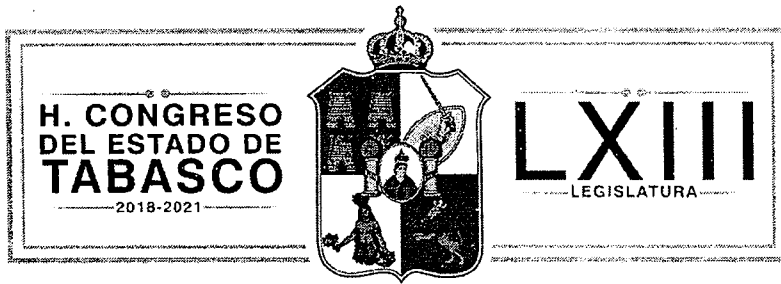 H. CONGRESO
DEL ESTADO DE
TABASCO
2018-2021
LXIII
LEGISLATURA